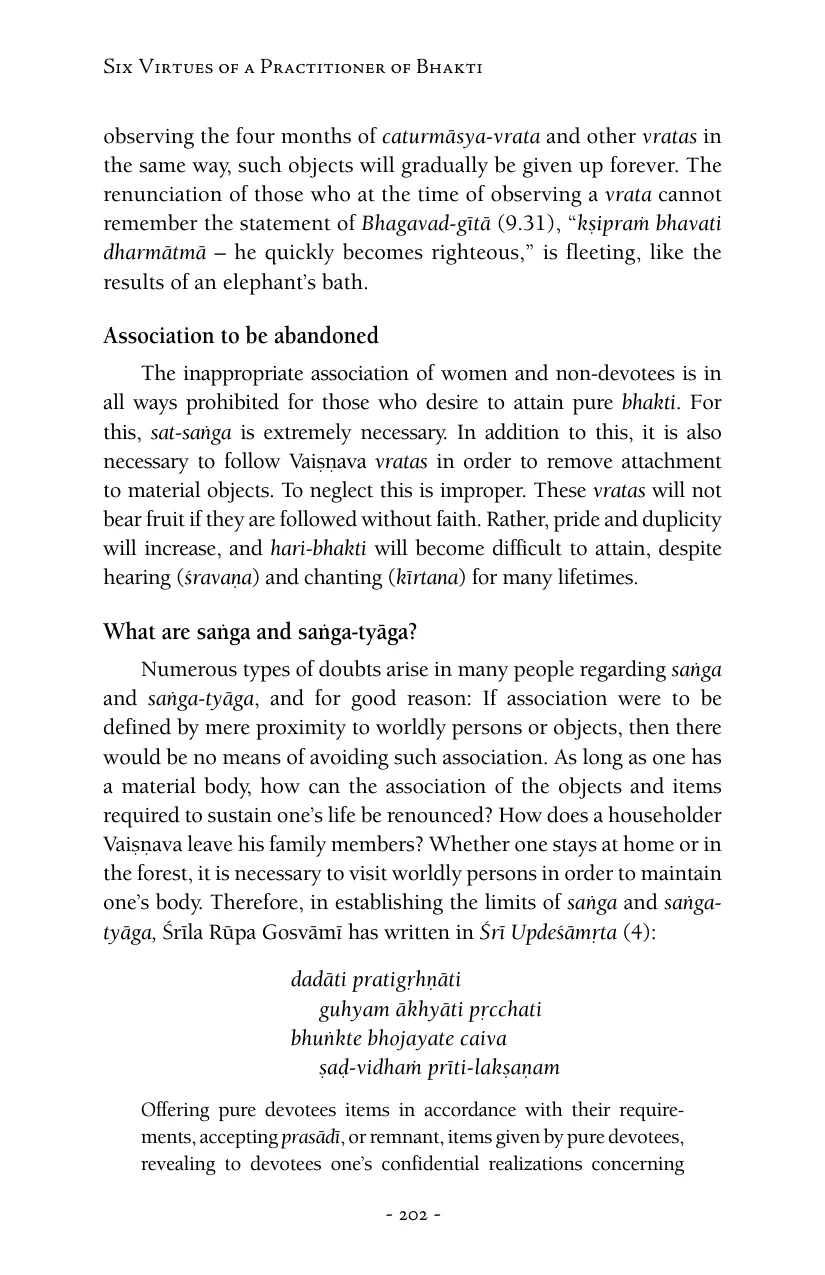 Six Virtues of a Practitioner of Bhakti
observing the four months of caturmāsya-vrata and other vratas in
the same way, such objects will gradually be given up forever. The
renunciation of those who at the time of observing a vrata cannot
remember the statement of Bhagavad-gītā (9.31), “kṣipraṁ bhavati
dharmātmā – he quickly becomes righteous,” is fleeting, like the
results of an elephant’s bath.
Association to be abandoned
The inappropriate association of women and non-devotees is in
all ways prohibited for those who desire to attain pure bhakti. For
this, sat-saṅga is extremely necessary. In addition to this, it is also
necessary to follow Vaiṣṇava vratas in order to remove attachment
to material objects. To neglect this is improper. These vratas will not
bear fruit if they are followed without faith. Rather, pride and duplicity
will increase, and hari-bhakti will become difficult to attain, despite
hearing (śravaṇa) and chanting (kīrtana) for many lifetimes.
What are saṅga and saṅga-tyāga?
Numerous types of doubts arise in many people regarding saṅga
and saṅga-tyāga, and for good reason: If association were to be
defined by mere proximity to worldly persons or objects, then there
would be no means of avoiding such association. As long as one has
a material body, how can the association of the objects and items
required to sustain one’s life be renounced? How does a householder
Vaiṣṇava leave his family members? Whether one stays at home or in
the forest, it is necessary to visit worldly persons in order to maintain
one’s body. Therefore, in establishing the limits of saṅga and saṅga-
tyāga, Śrīla Rūpa Gosvāmī has written in Śrī Updeśāmṛta (4):
dadāti pratigṛhṇāti
guhyam ākhyāti pṛcchati
bhuṅkte bhojayate caiva
ṣaḍ-vidhaṁ prīti-lakṣaṇam
Offering pure devotees items in accordance with their require-
ments, accepting prasādī, or remnant, items given by pure devotees,
revealing to devotees one’s confidential realizations concerning
- 202 -